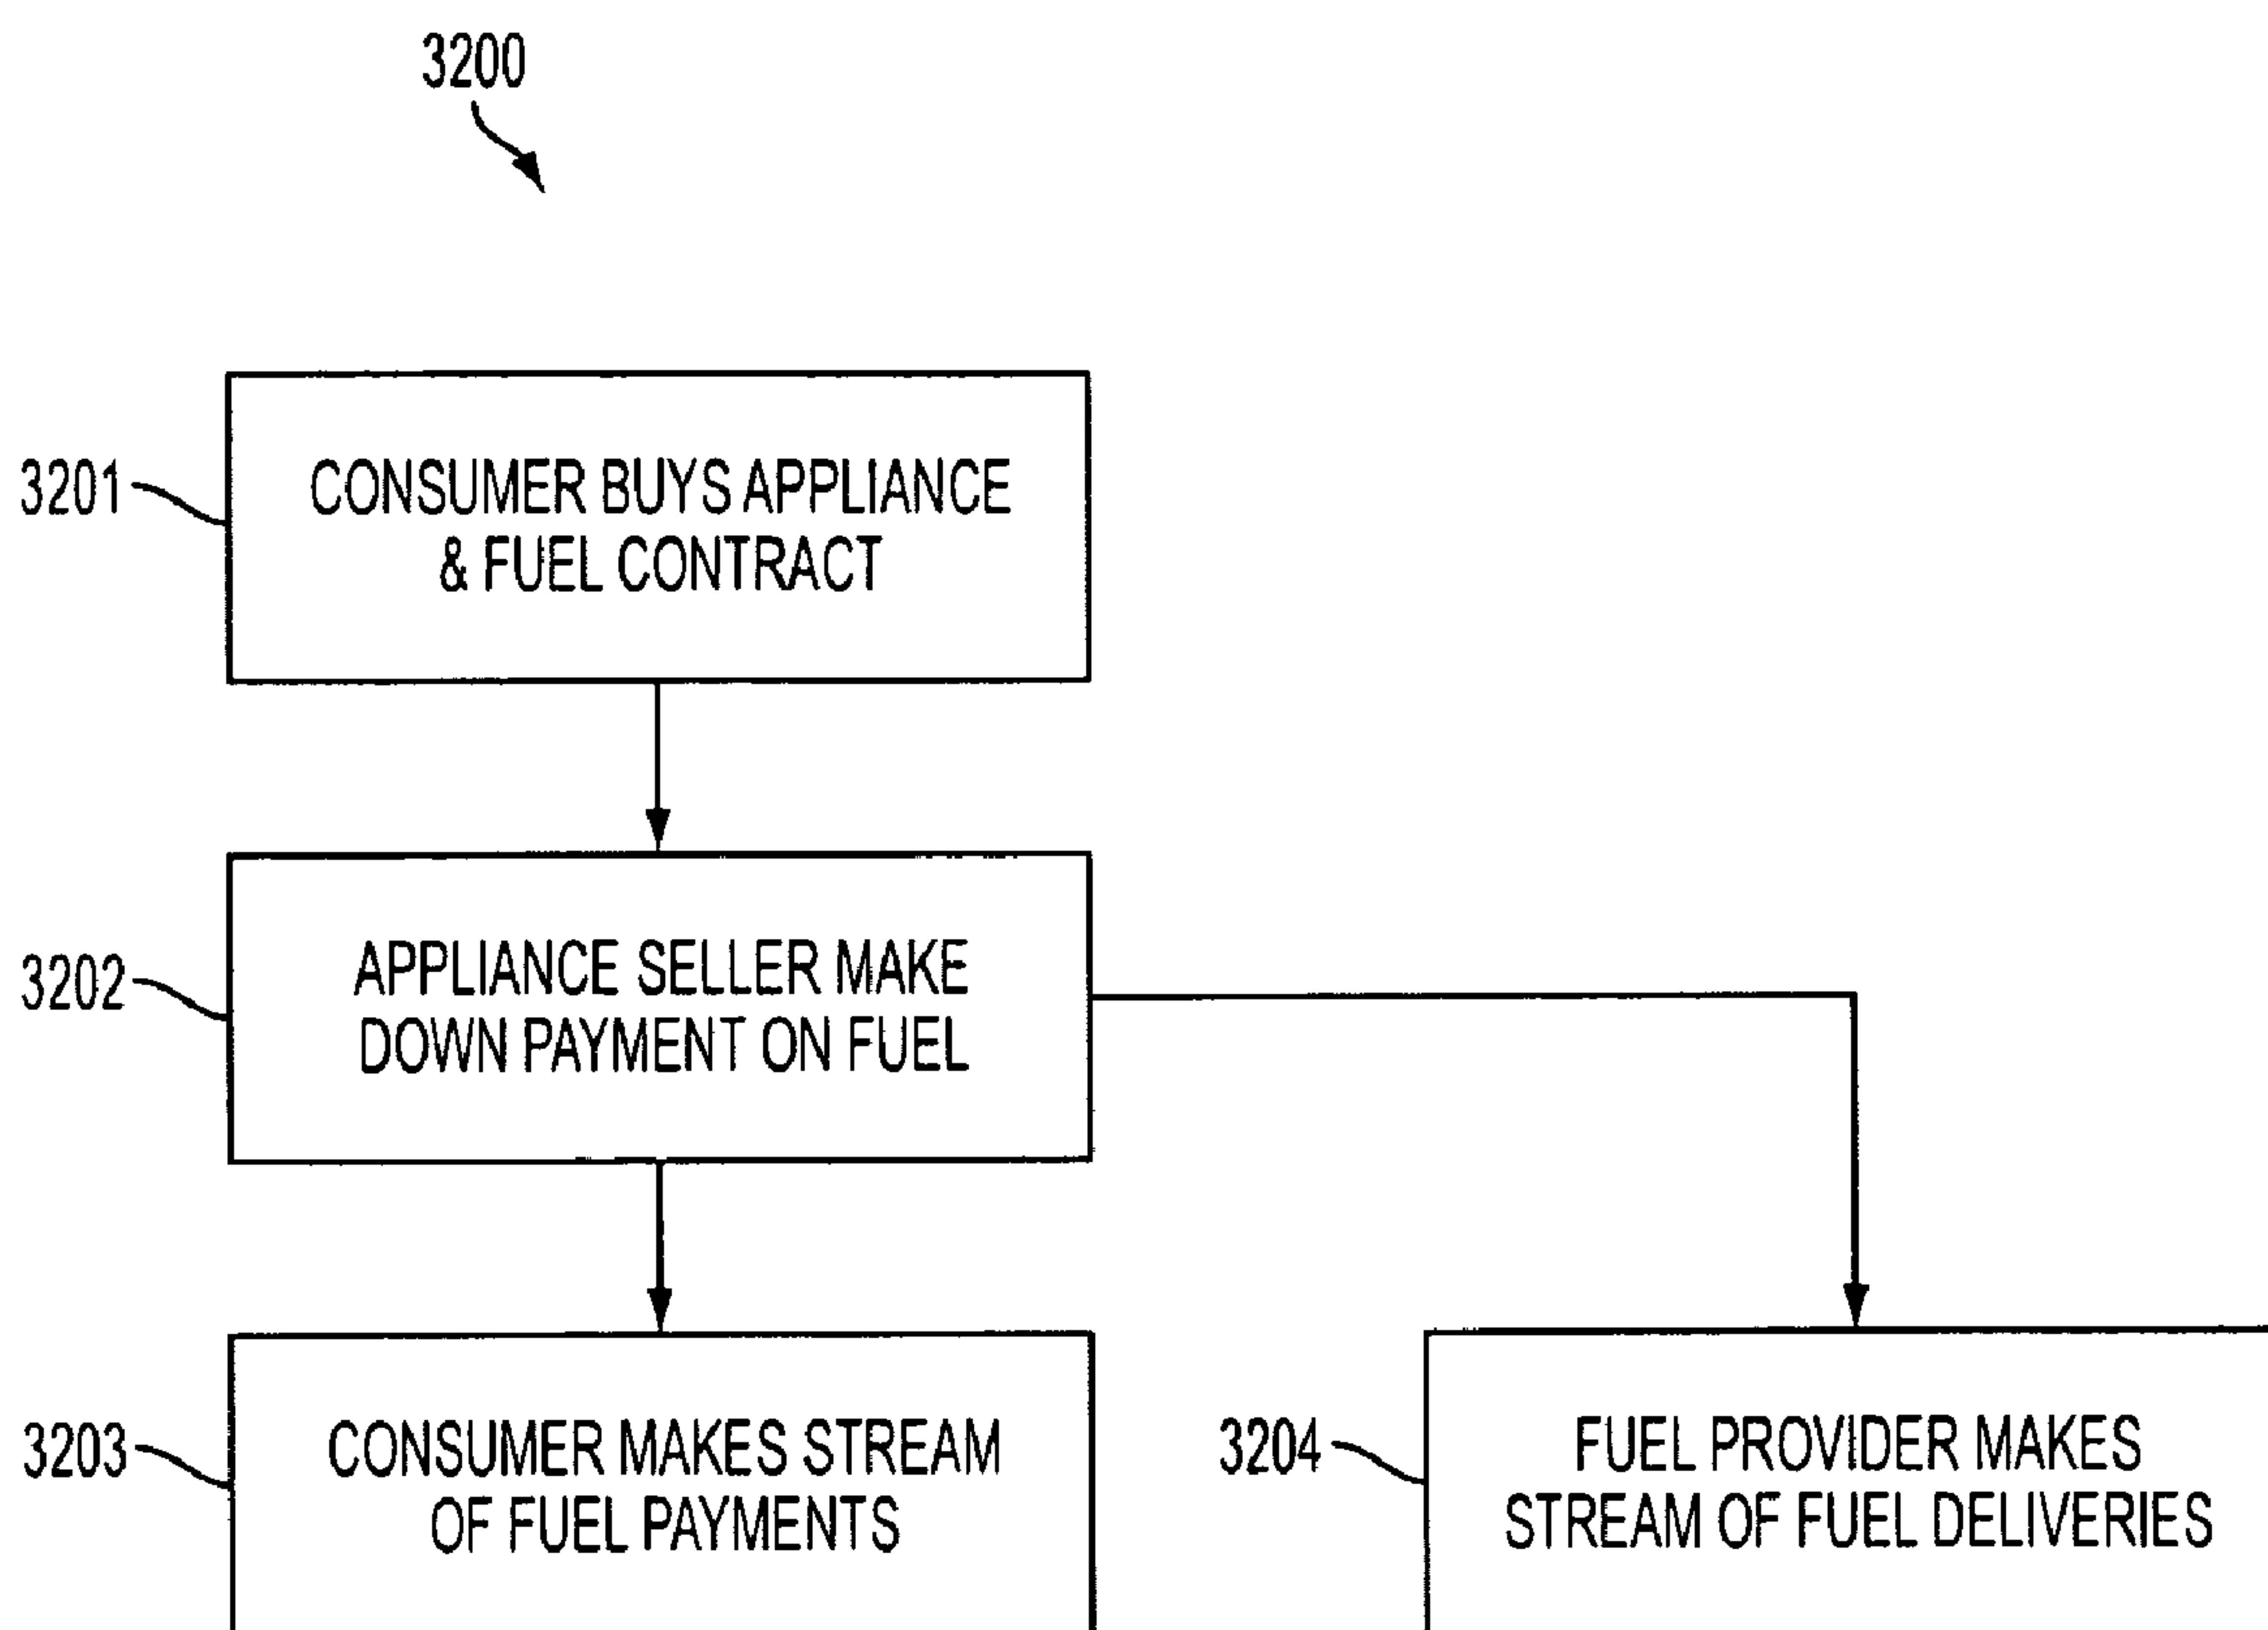 3200
3201
CONSUMER BUYS APPLIANCE
& FUEL CONTRACT
3202
APPLIANCE SELLER MAKE
DOWN PAYMENT ON FUEL
3203
CONSUMER MAKES STREAM
OF FUEL PAYMENTS
3204
FUEL PROVIDER MAKES
STREAM OF FUEL DELIVERIES